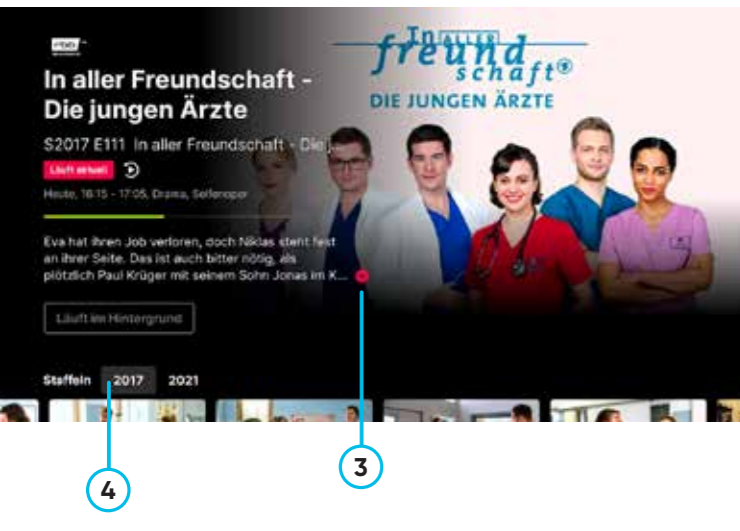 rbb
In aller Freundschaft -
Die jungen Ärzte
S2017 E111 In aller Freundschaft - Die j...
Läuft aktuell
Heute, 16:15 - 17:05, Drama, Seifenoper
Eva hat ihren Job verloren, doch Niklas steht fest
an ihrer Seite. Das ist auch bitter nötig, als
plötzlich Paul Krüger mit seinem Sohn Jonas im K...
Läuft im Hintergrund
Staffeln 2017 2021
In ALLER
freund
schaft®
DIE JUNGEN ÄRZTE
3
4